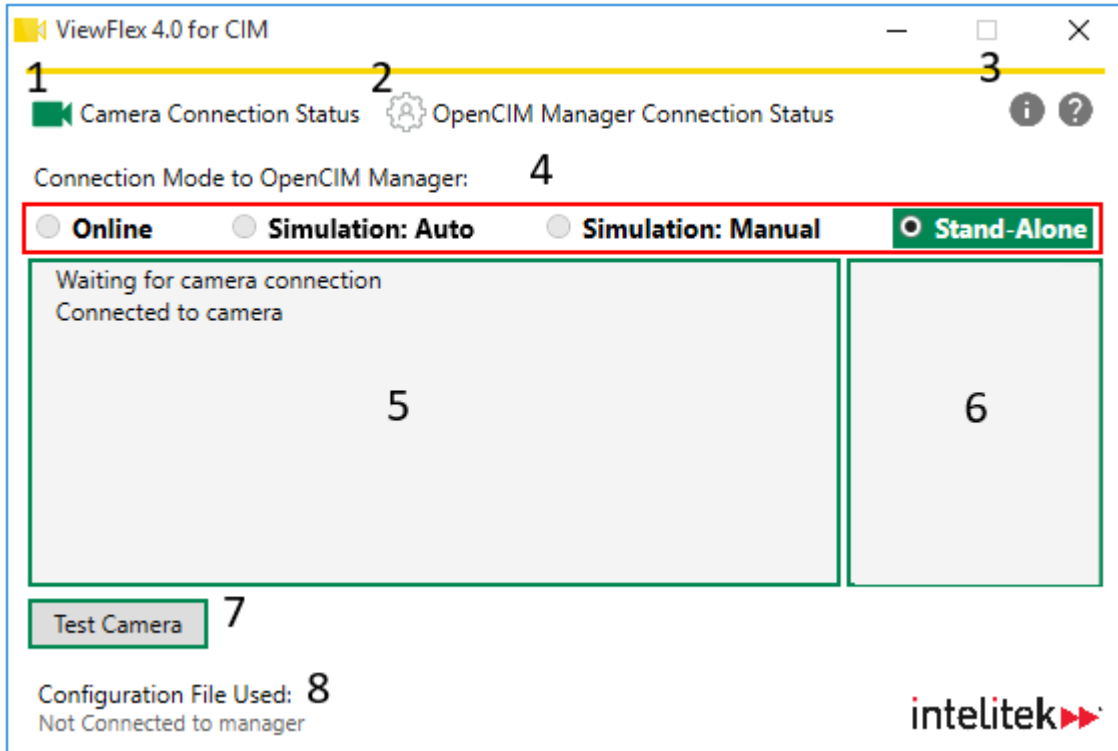 ViewFlex 4.0 for CIM
1 2 3
Camera Connection Status OpenCIM Manager Connection Status i ?
Connection Mode to OpenCIM Manager: 4
Online Simulation: Auto Simulation: Manual Stand-Alone
Waiting for camera connection
Connected to camera
5 6
Test Camera 7
Configuration File Used: 8
Not Connected to manager
intelitek